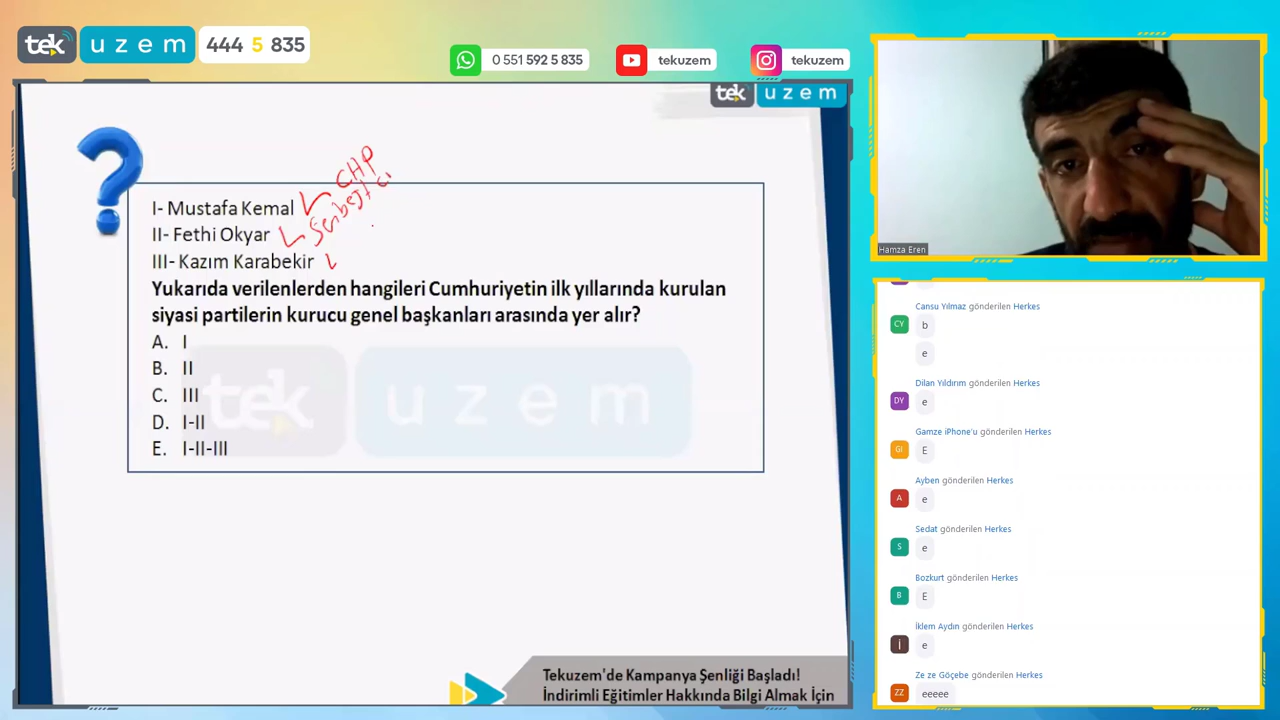 tek uzem 444 5 835
0 551 592 5 835
tekuzem
tekuzem
tek uzem
CHP
Serbest C.
I- Mustafa Kemal
II- Fethi Okyar
III- Kazım Karabekir
Yukarıda verilenlerden hangileri Cumhuriyetin ilk yıllarında kurulan
siyasi partilerin kurucu genel başkanları arasında yer alır?
A. I
B. II
C. III
D. I-II
E. I-II-III
tek uzem
Tekuzem'de Kampanya Şenliği Başladı!
İndirimli Eğitimler Hakkında Bilgi Almak İçin
Hamza Eren
Cansu Yılmaz gönderilen Herkes
CY b
e
Dilan Yıldırım gönderilen Herkes
DY e
Gamze iPhone'u gönderilen Herkes
GI E
Ayben gönderilen Herkes
A e
Sedat gönderilen Herkes
S e
Bozkurt gönderilen Herkes
B E
İklem Aydın gönderilen Herkes
İ e
Ze ze Göçebe gönderilen Herkes
ZZ eeeee